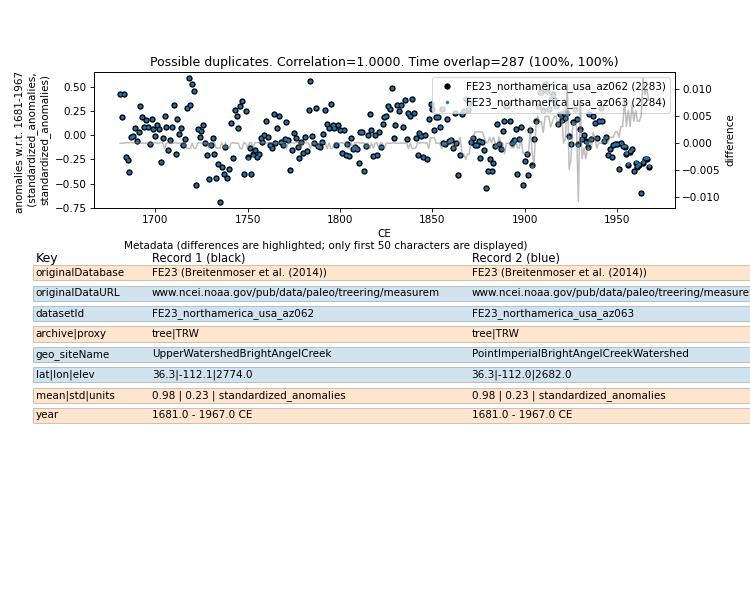 Possible duplicates. Correlation=1.0000. Time overlap=287 (100%, 100%)
anomalies w.r.t. 1681-1967
(standardized_anomalies,
standardized_anomalies)
0.50
0.25
0.00
−0.25
−0.50
−0.75
FE23_northamerica_usa_az062 (2283)
FE23_northamerica_usa_az063 (2284)
0.010
0.005
0.000
−0.005
−0.010
difference
1700 1750 1800 1850 1900 1950
CE
Metadata (differences are highlighted; only first 50 characters are displayed)
Key Record 1 (black) Record 2 (blue)
originalDatabase FE23 (Breitenmoser et al. (2014)) FE23 (Breitenmoser et al. (2014))
originalDataURL www.ncei.noaa.gov/pub/data/paleo/treering/measurem www.ncei.noaa.gov/pub/data/paleo/treering/measure
datasetId FE23_northamerica_usa_az062 FE23_northamerica_usa_az063
archive|proxy tree|TRW tree|TRW
geo_siteName UpperWatershedBrightAngelCreek PointImperialBrightAngelCreekWatershed
lat|lon|elev 36.3|-112.1|2774.0 36.3|-112.0|2682.0
mean|std|units 0.98 | 0.23 | standardized_anomalies 0.98 | 0.23 | standardized_anomalies
year 1681.0 - 1967.0 CE 1681.0 - 1967.0 CE